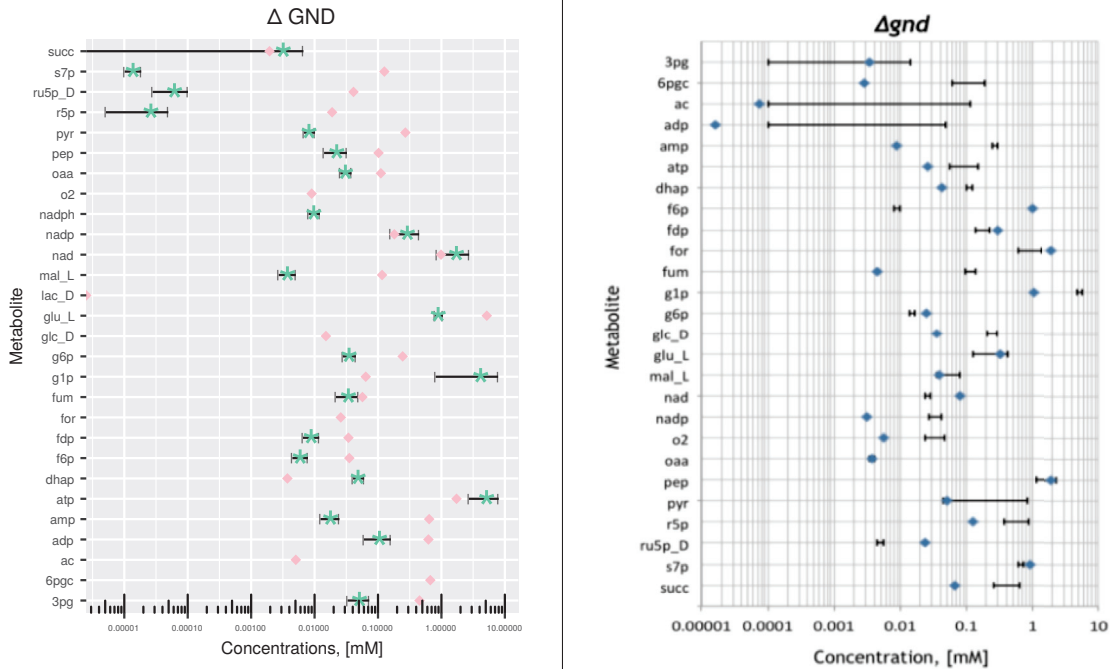 Δ GND
succ
s7p
ru5p_D
r5p
pyr
pep
oaa
o2
nadph
nadp
nad
mal_L
lac_D
glu_L
glc_D
g6p
g1p
fum
for
fdp
f6p
dhap
atp
amp
adp
ac
6pgc
3pg
Metabolite
0.00001 0.00010 0.00100 0.01000 0.10000 1.00000 10.00000
Concentrations, [mM]
Δgnd
3pg
6pgc
ac
adp
amp
atp
dhap
f6p
fdp
for
fum
g1p
g6p
glc_D
glu_L
mal_L
nad
nadp
o2
oaa
pep
pyr
r5p
ru5p_D
s7p
succ
Metabolite
0.00001 0.0001 0.001 0.01 0.1 1 10
Concentration, [mM]